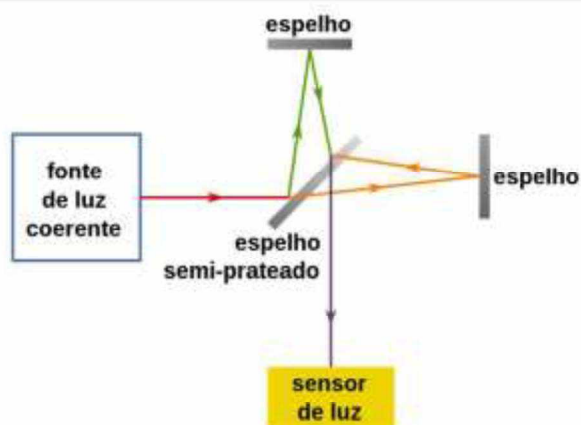 espelho
fonte
de luz
coerente
espelho
espelho
semi-prateado
sensor
de luz